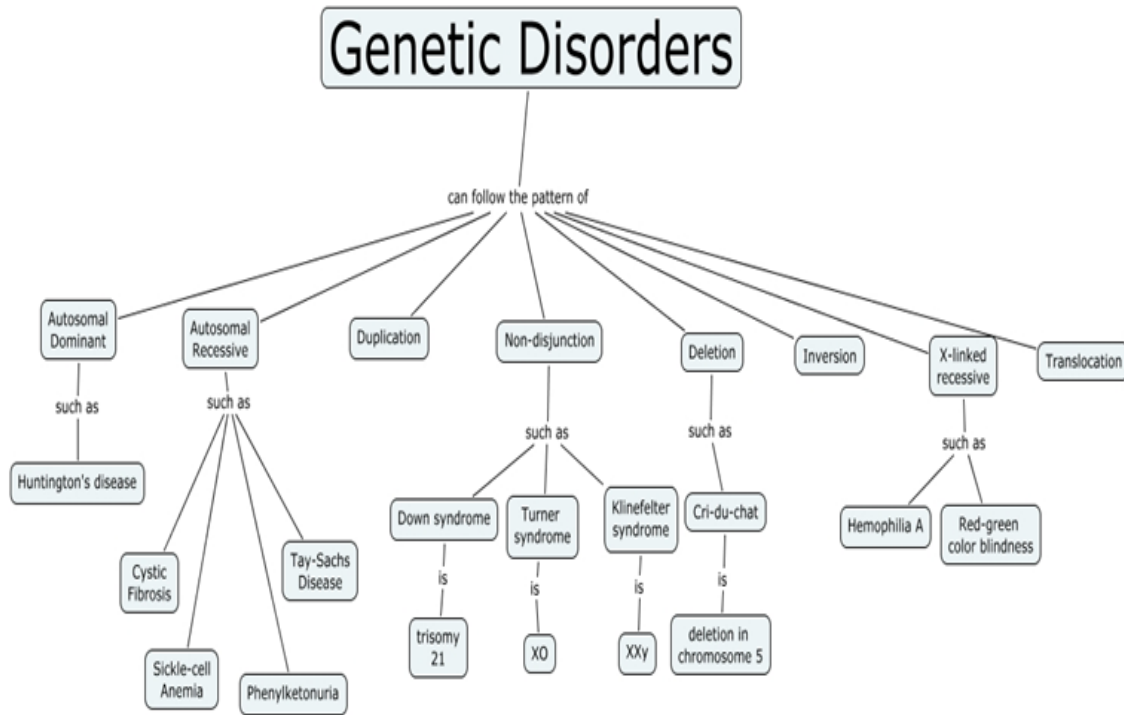 Genetic Disorders
can follow the pattern of
Autosomal
Dominant
Autosomal
Recessive
Duplication
Non-disjunction
Deletion
Inversion
X-linked
recessive
Translocation
such as
such as
such as
such as
such as
Huntington's disease
Cystic
Fibrosis
Sickle-cell
Anemia
Phenylketonuria
Tay-Sachs
Disease
Down syndrome
Turner
syndrome
Klinefelter
syndrome
Cri-du-chat
Hemophilia A
Red-green
color blindness
is
is
is
is
trisomy
21
XO
XXy
deletion in
chromosome 5